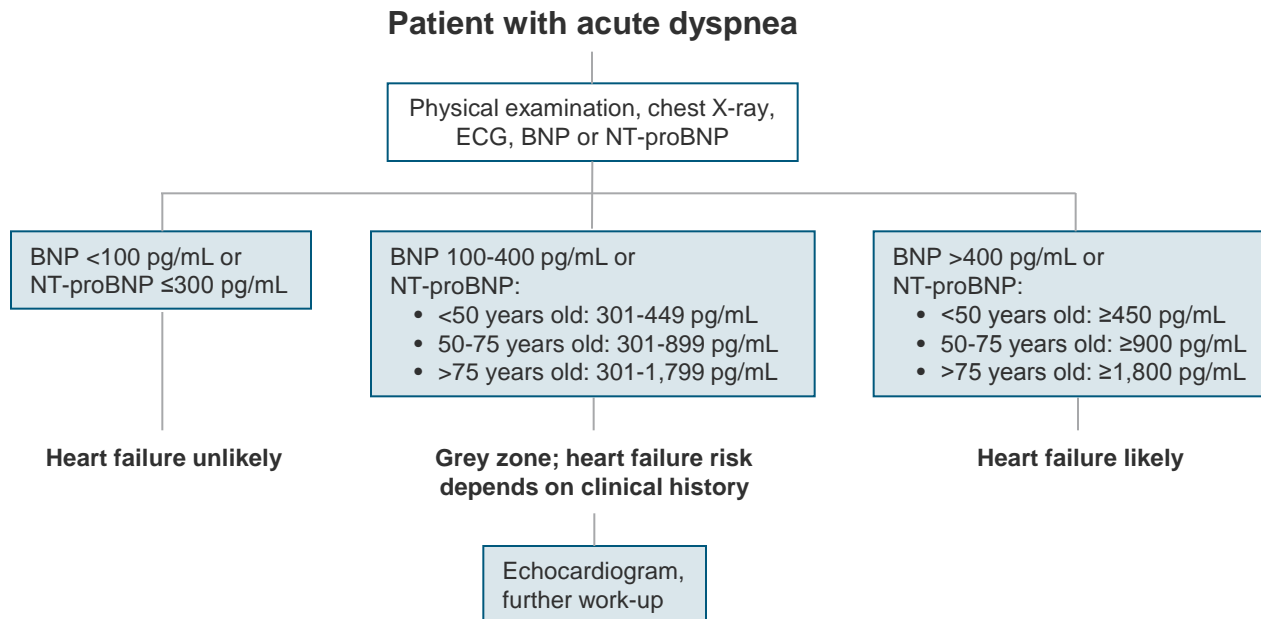 Patient with acute dyspnea
Physical examination, chest X-ray,
ECG, BNP or NT-proBNP
BNP <100 pg/mL or
NT-proBNP ≤300 pg/mL
BNP 100-400 pg/mL or
NT-proBNP:
• <50 years old: 301-449 pg/mL
• 50-75 years old: 301-899 pg/mL
• >75 years old: 301-1,799 pg/mL
BNP >400 pg/mL or
NT-proBNP:
• <50 years old: ≥450 pg/mL
• 50-75 years old: ≥900 pg/mL
• >75 years old: ≥1,800 pg/mL
Heart failure unlikely
Grey zone; heart failure risk
depends on clinical history
Heart failure likely
Echocardiogram,
further work-up